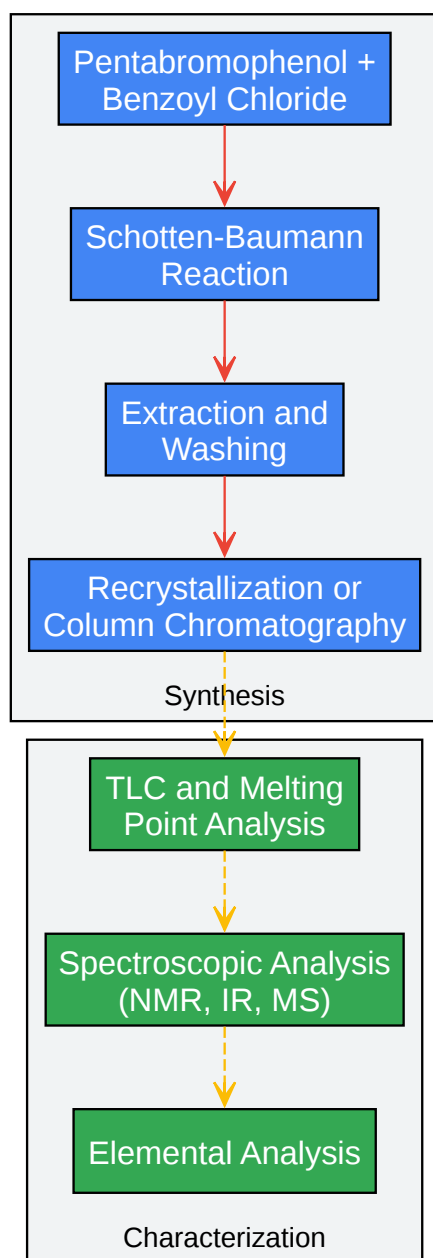 Pentabromophenol +
Benzoyl Chloride
Schotten-Baumann
Reaction
Extraction and
Washing
Recrystallization or
Column Chromatography
Synthesis
TLC and Melting
Point Analysis
Spectroscopic Analysis
(NMR, IR, MS)
Elemental Analysis
Characterization